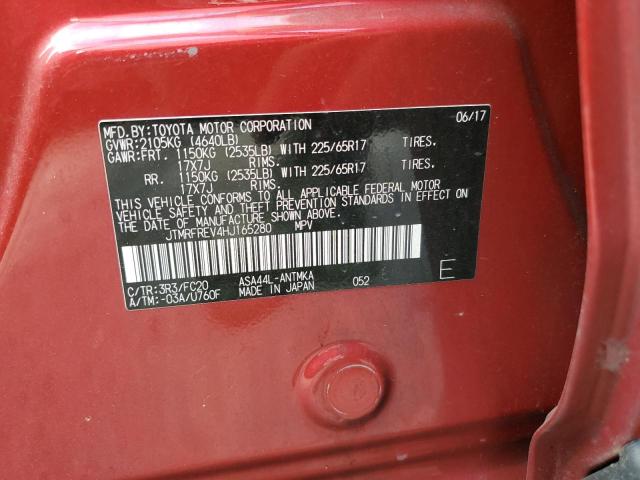 MFD.BY:TOYOTA MOTOR CORPORATION 06/17
GVWR:2105KG (4640LB)
GAWR:FRT. 1150KG (2535LB) WITH 225/65R17 TIRES.
17X7J RIMS.
RR. 1150KG (2535LB) WITH 225/65R17 TIRES.
17X7J RIMS.
THIS VEHICLE CONFORMS TO ALL APPLICABLE FEDERAL MOTOR
VEHICLE SAFETY AND THEFT PREVENTION STANDARDS IN EFFECT ON
THE DATE OF MANUFACTURE SHOWN ABOVE.
JTMRFREV4HJ165280 MPV
C/TR:3R3/FC20 ASA44L-ANTMKA 052
A/TM:-03A/U760F MADE IN JAPAN
E